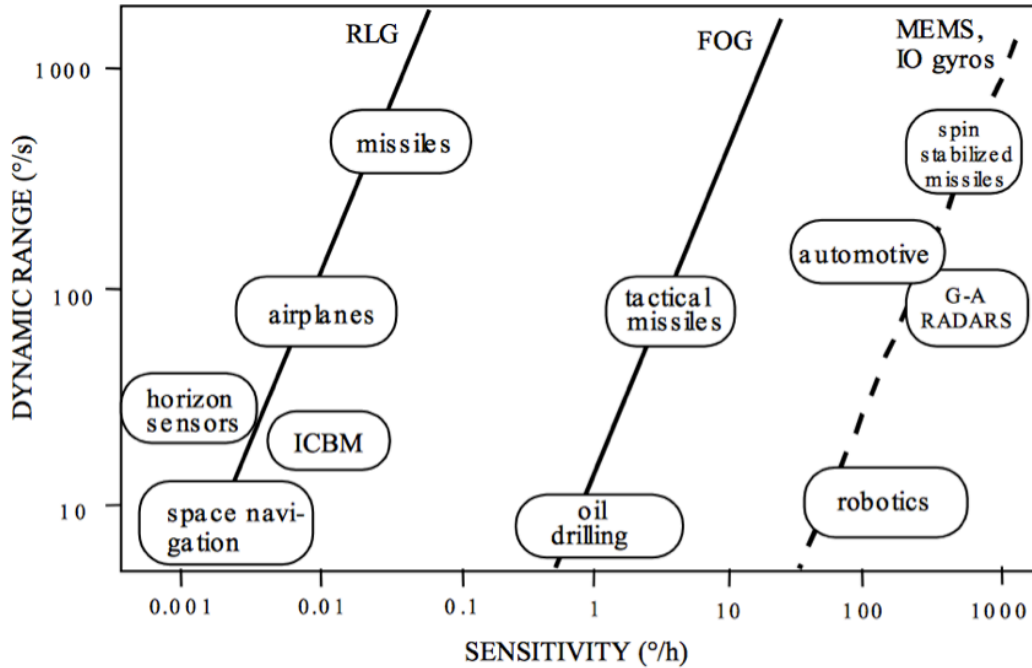 RLG
FOG
MEMS,
IO gyros
1000
missiles
spin
stabilized
missiles
automotive
DYNAMIC RANGE (°/s)
100
airplanes
tactical
missiles
G-A
RADARS
horizon
sensors
ICBM
10
space navi-
gation
oil
drilling
robotics
0.001
0.01
0.1
1
10
100
1000
SENSITIVITY (°/h)